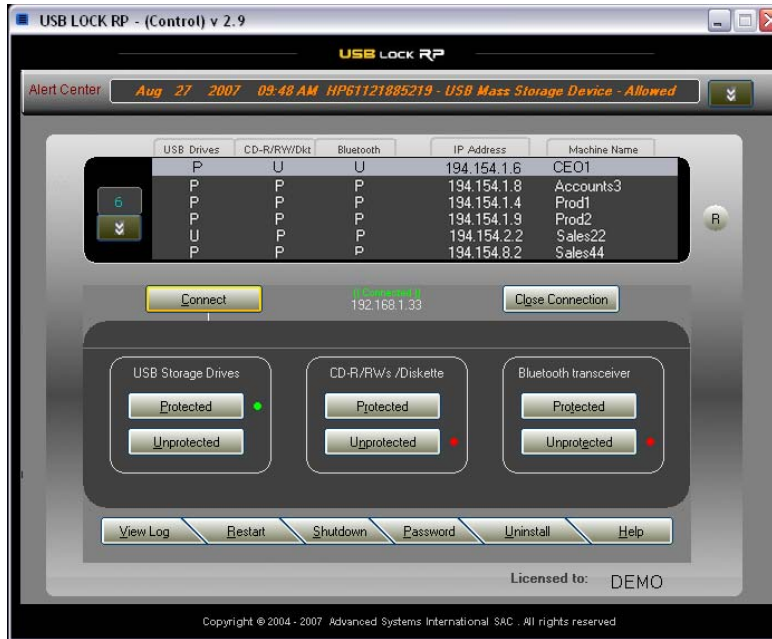 USB LOCK RP - (Control) v 2.9
USB LOCK RP
Alert Center Aug 27 2007 09:48 AM HP61121885219 - USB Mass Storage Device - Allowed
USB Drives CD-R/RW/Dkt Bluetooth IP Address Machine Name
P U U 194.154.1.6 CEO1
P P P 194.154.1.8 Accounts3
6 P P P 194.154.1.4 Prod1
P P P 194.154.1.9 Prod2
U P P 194.154.2.2 Sales22
P P P 194.154.8.2 Sales44
R
(( Connected ))
Connect 192.168.1.33 Close Connection
USB Storage Drives CD-R/RWs /Diskette Bluetooth transceiver
Protected Protected Protected
Unprotected Unprotected Unprotected
View Log Restart Shutdown Password Uninstall Help
Licensed to: DEMO
Copyright © 2004 - 2007 Advanced Systems International SAC . All rights reserved